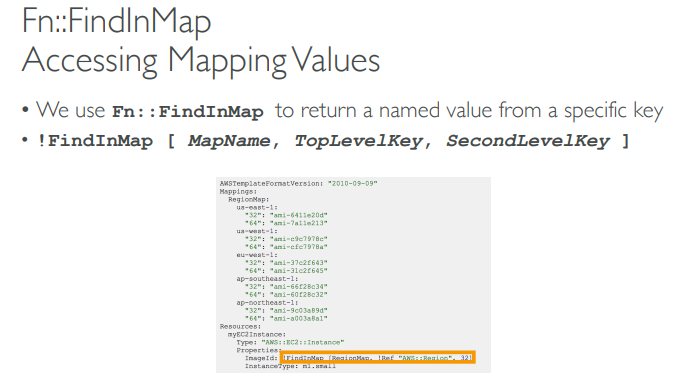 Fn::FindInMap
Accessing Mapping Values
• We use Fn::FindInMap to return a named value from a specific key
• !FindInMap [ MapName, TopLevelKey, SecondLevelKey ]
AWSTemplateFormatVersion: "2010-09-09"
Mappings:
RegionMap:
us-east-1:
"32": "ami-6411e20d"
"64": "ami-7a11e213"
us-west-1:
"32": "ami-c9c7978c"
"64": "ami-cfc7978a"
eu-west-1:
"32": "ami-37c2f643"
"64": "ami-31c2f645"
ap-southeast-1:
"32": "ami-66f28c34"
"64": "ami-60f28c32"
ap-northeast-1:
"32": "ami-9c03a89d"
"64": "ami-a003a8a1"
Resources:
myEC2Instance:
Type: "AWS::EC2::Instance"
Properties:
ImageId: !FindInMap [RegionMap, !Ref "AWS::Region", 32]
InstanceType: m1.small